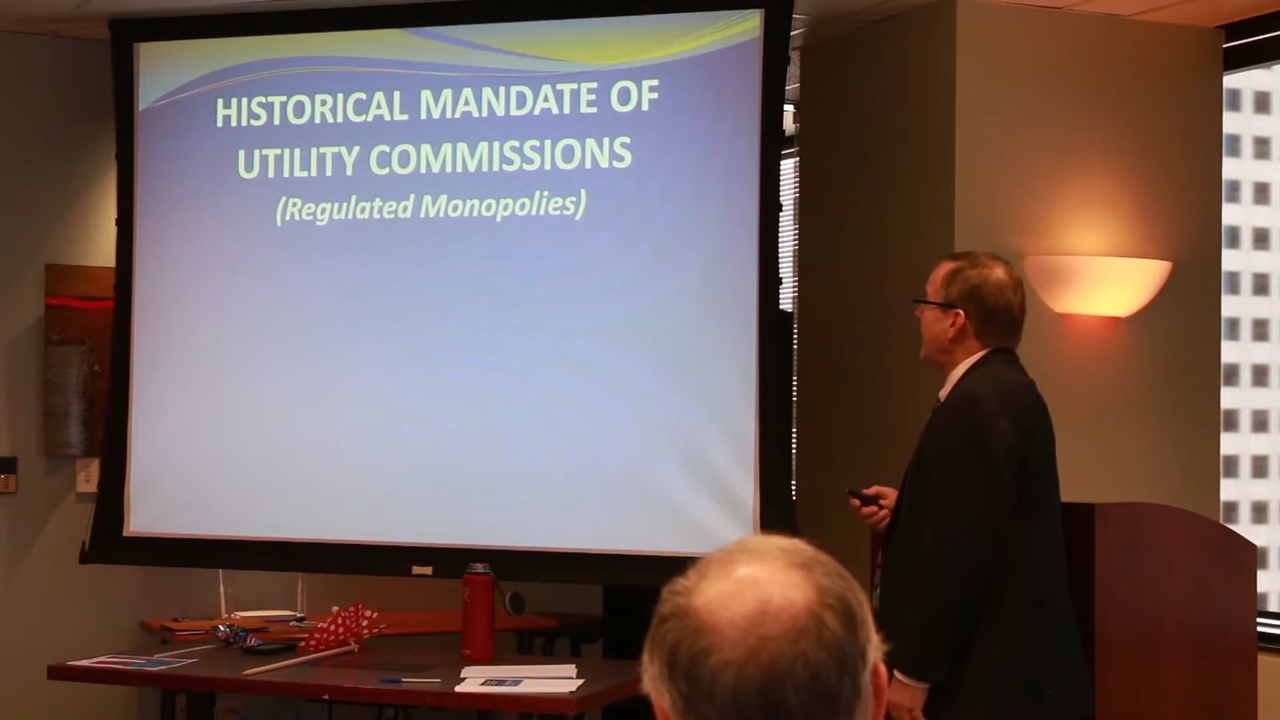 HISTORICAL MANDATE OF
UTILITY COMMISSIONS
(Regulated Monopolies)